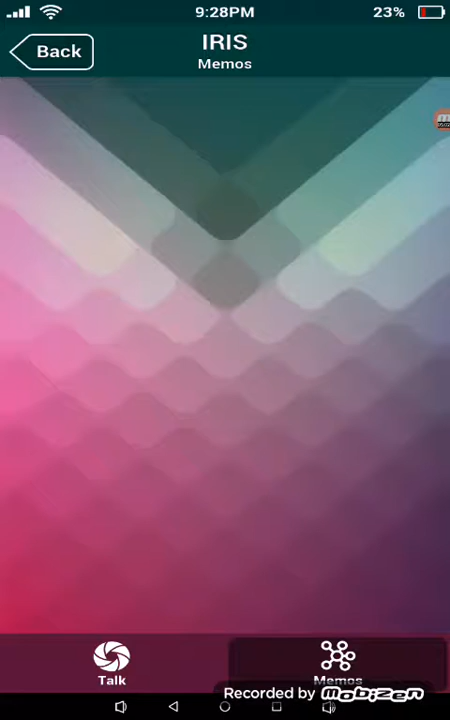 9:28PM
23%
Back
IRIS
Memos
Talk
Memos
Recorded by Mobizen